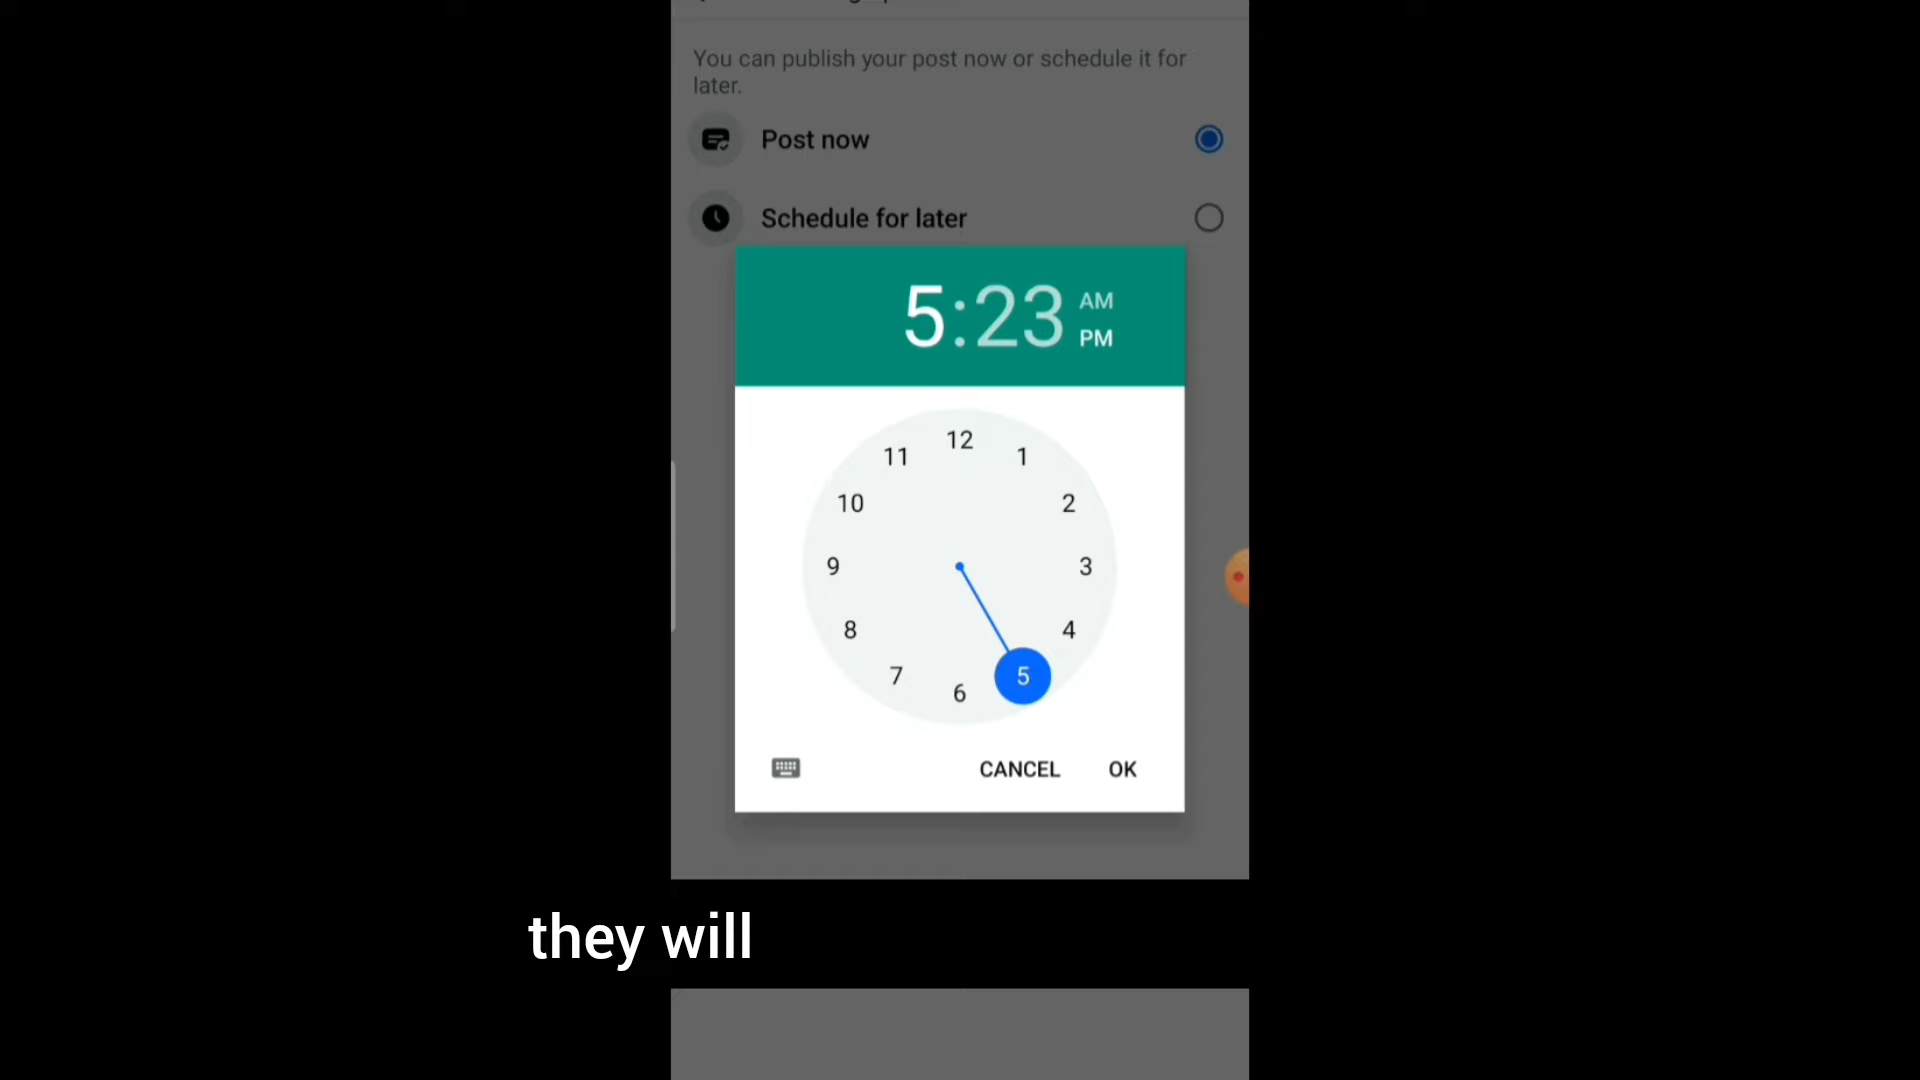 You can publish your post now or schedule it for
later.
Post now
Schedule for later
5:23
AM
PM
12
1
2
3
4
5
6
7
8
9
10
11
CANCEL
OK
they will